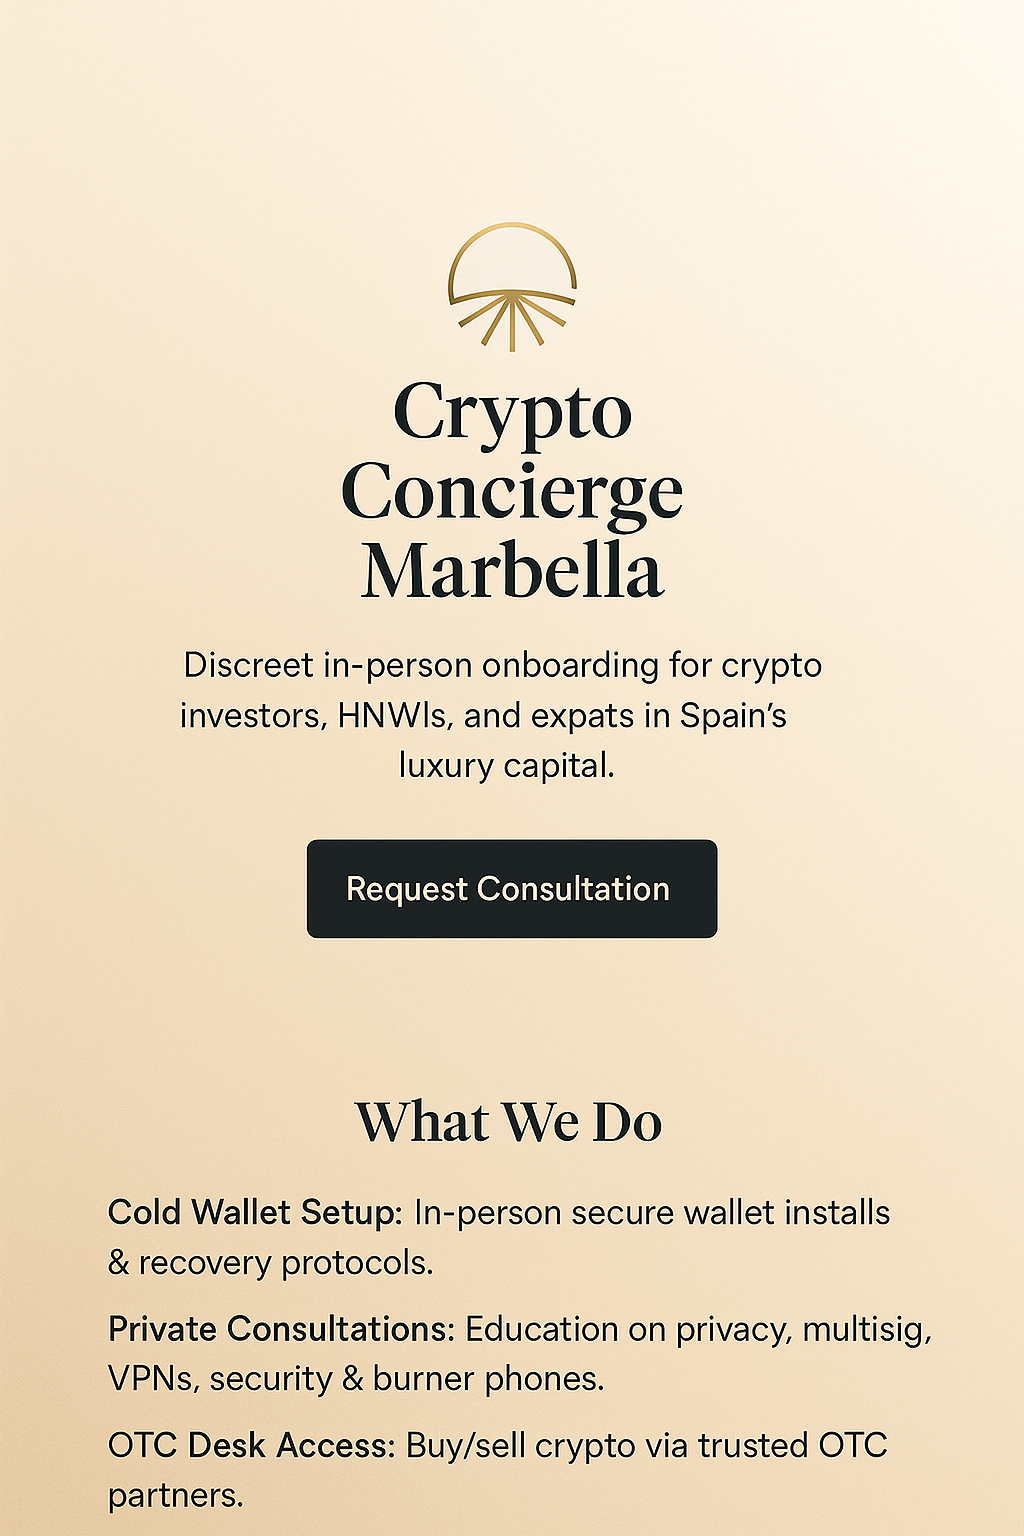 Crypto
Concierge
Marbella
Discreet in-person onboarding for crypto
investors, HNWls, and expats in Spain’s
luxury capital.
Request Consultation
What We Do
Cold Wallet Setup: In-person secure wallet installs
& recovery protocols.
Private Consultations: Education on privacy, multisig,
VPNs, security & burner phones.
OTC Desk Access: Buy/sell crypto via trusted OTC
partners.